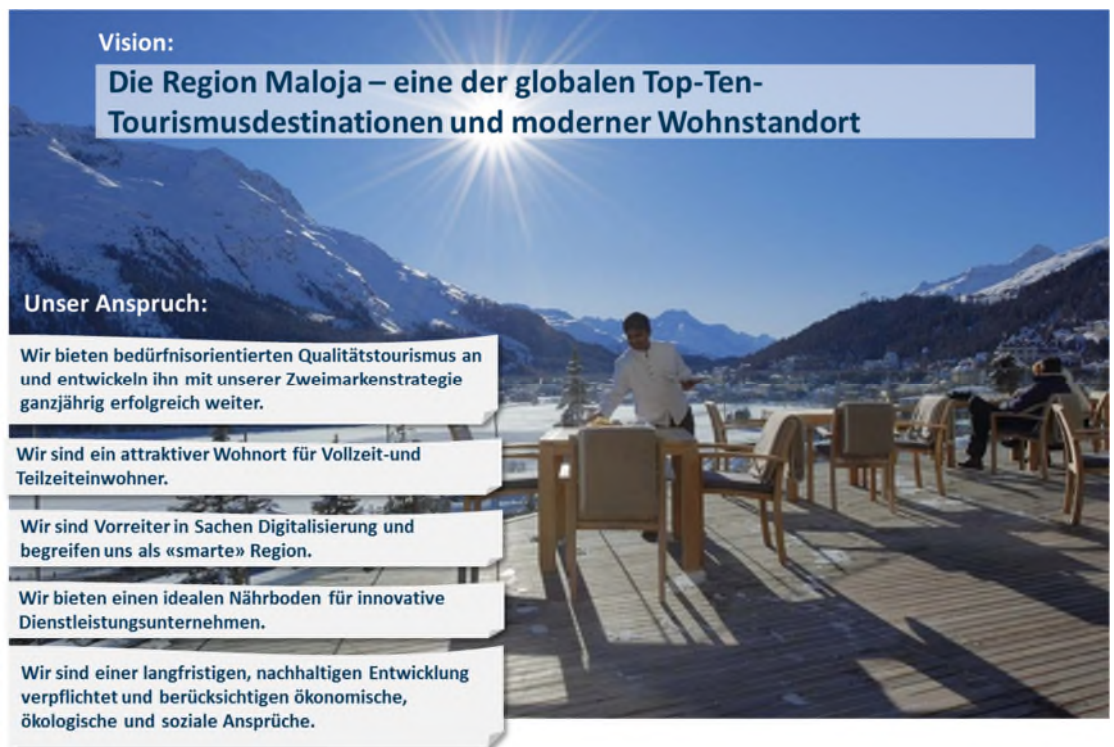 Vision:
Die Region Maloja – eine der globalen Top-Ten-
Tourismusdestinationen und moderner Wohnstandort
Unser Anspruch:
Wir bieten bedürfnisorientierten Qualitätstourismus an
und entwickeln ihn mit unserer Zweimarkenstrategie
ganzjährig erfolgreich weiter.
Wir sind ein attraktiver Wohnort für Vollzeit-und
Teilzeiteinwohner.
Wir sind Vorreiter in Sachen Digitalisierung und
begreifen uns als «smarte» Region.
Wir bieten einen idealen Nährboden für innovative
Dienstleistungsunternehmen.
Wir sind einer langfristigen, nachhaltigen Entwicklung
verpflichtet und berücksichtigen ökonomische,
ökologische und soziale Ansprüche.